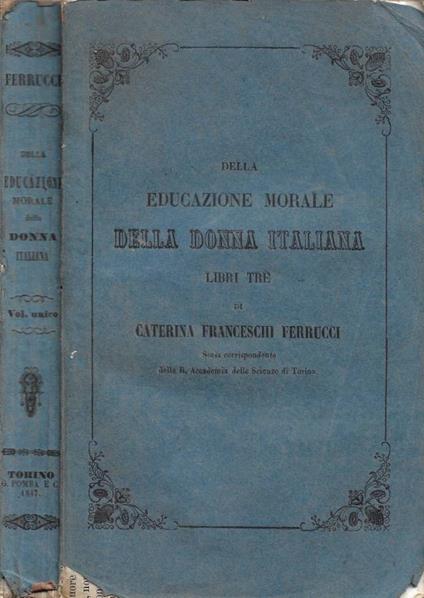 FERRUCCI
DELLA
EDUCAZIONE
MORALE
della
DONNA
ITALIANA
Vol. unico
TORINO
G. POMBA E C.
1847.
DELLA
EDUCAZIONE MORALE
DELLA DONNA ITALIANA
LIBRI TRE
DI
CATERINA FRANCESCHI FERRUCCI
Socia corrispondente
della R. Accademia delle Scienze di Torino.